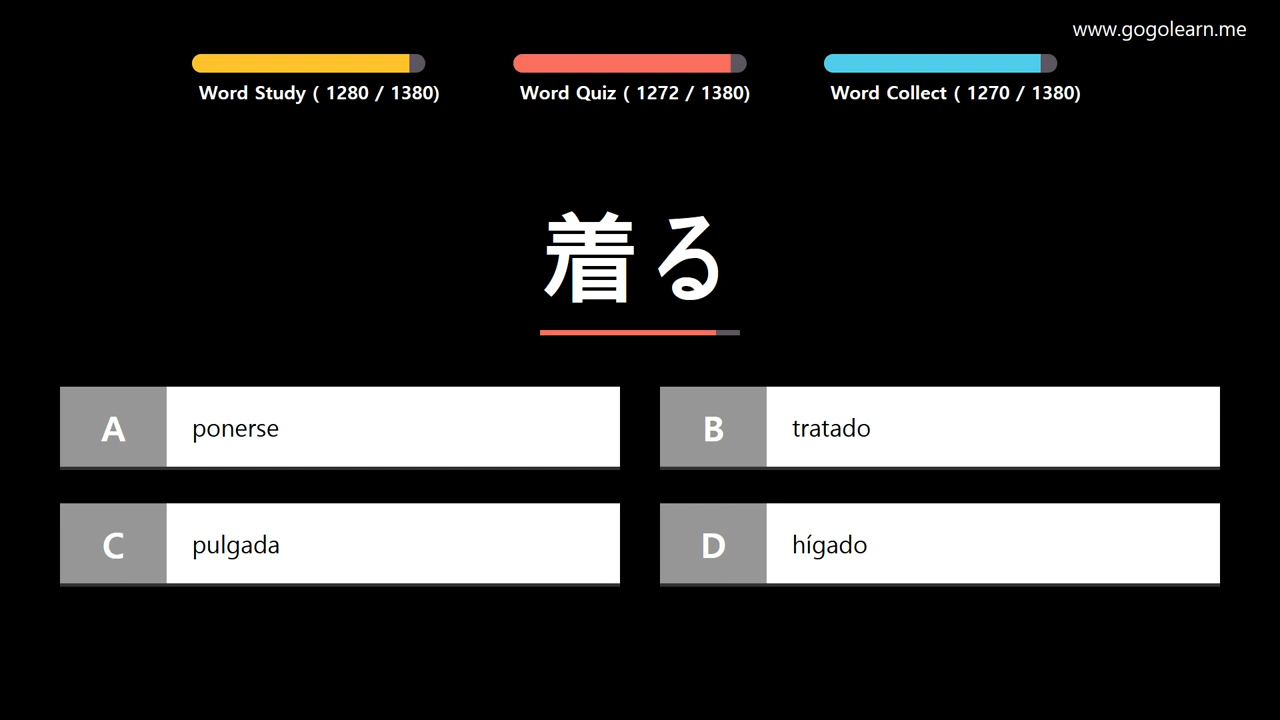 www.gogolearn.me
Word Study ( 1280 / 1380)
Word Quiz ( 1272 / 1380)
Word Collect ( 1270 / 1380)
着る
A ponerse
B tratado
C pulgada
D hígado